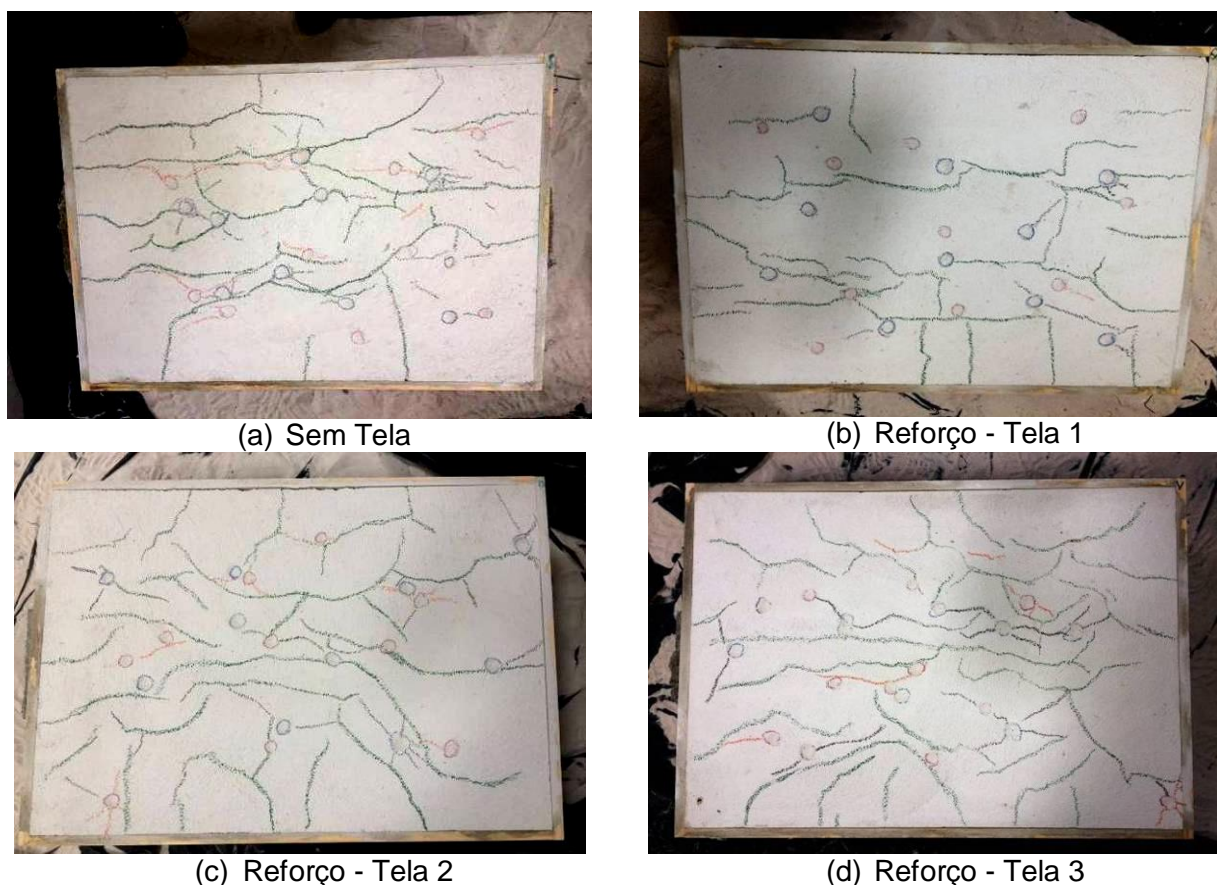 (a) Sem Tela
(b) Reforço - Tela 1
(c) Reforço - Tela 2
(d) Reforço - Tela 3